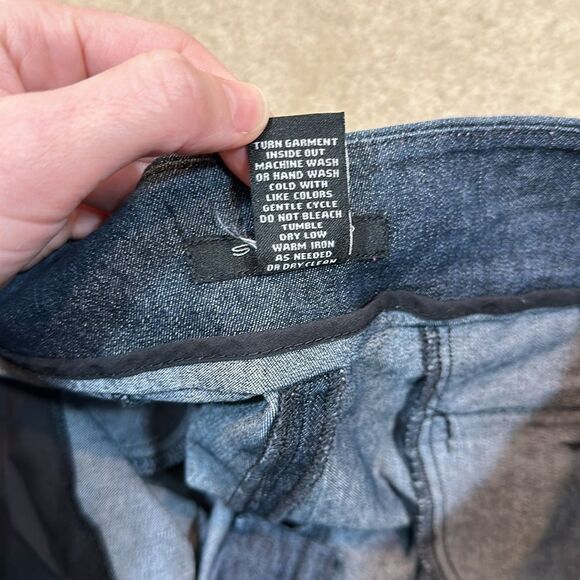 TURN GARMENT
INSIDE OUT
MACHINE WASH
OR HAND WASH
COLD WITH
LIKE COLORS
GENTLE CYCLE
DO NOT BLEACH
TUMBLE
DRY LOW
WARM IRON
AS NEEDED
OR DRY CLEAN
S